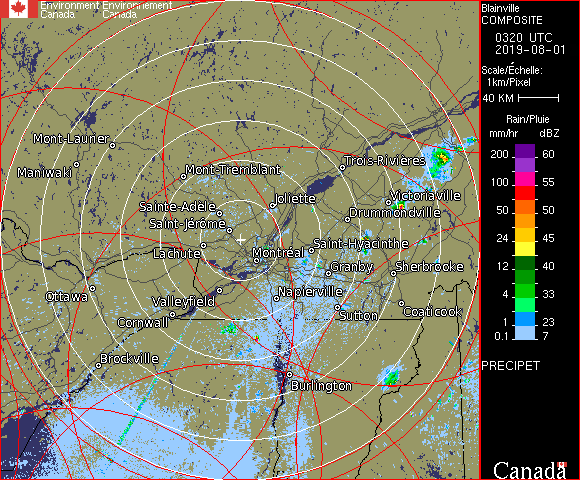 Environment Environnement
Canada Canada
Blainville
COMPOSITE
0320 UTC
2019-08-01
Scale/Échelle:
1km/Pixel
40 KM
Rain/Pluie
mm/hr dBZ
200 60
100 55
50 50
24 45
12 40
4 33
2 23
0.1 7
PRECIPET
Canada
Mont-Laurier
Maniwaki
Mont-Tremblant
Trois-Rivieres
Sainte-Adele
Joliette
Victoriaville
Drummondville
Saint-Jérôme
Lachute
Montréal
Saint-Hyacinthe
Granby
Sherbrooke
Ottawa
Valleyfield
Napierville
Cornwall
Sutton
Coaticook
Brockville
Burlington